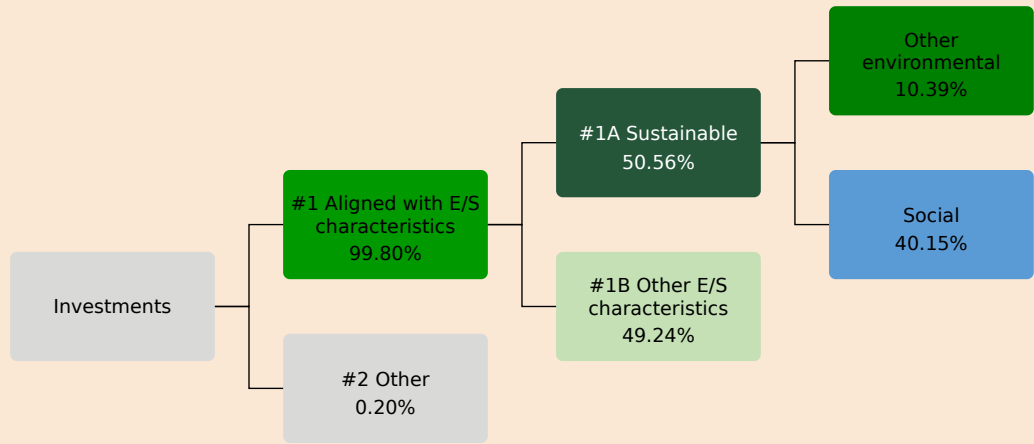 Investments
#1 Aligned with E/S
characteristics
99.80%
#2 Other
0.20%
#1A Sustainable
50.56%
#1B Other E/S
characteristics
49.24%
Other
environmental
10.39%
Social
40.15%